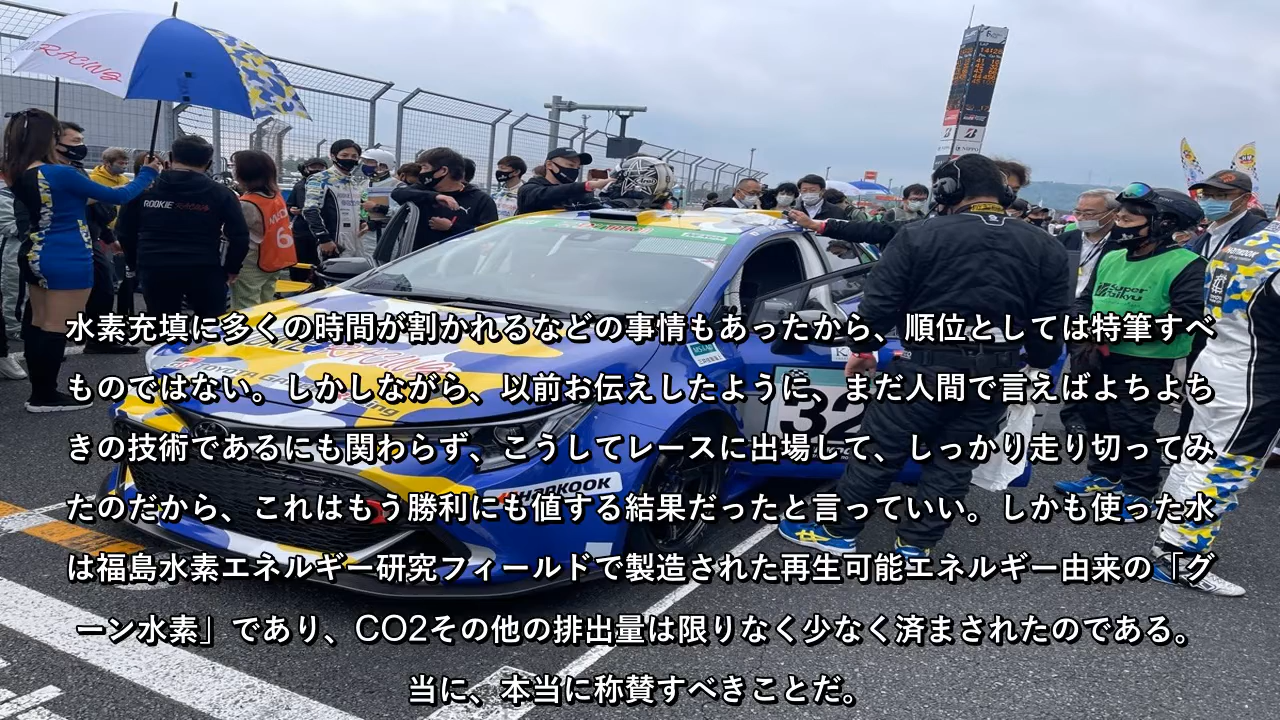 RACING
ROOKIE RACING
6
32
HANKOOK
Super Taikyu
水素充填に多くの時間が割かれるなどの事情もあったから、順位としては特筆すべ
ものではない。しかしながら、以前お伝えしたように、まだ人間で言えばよちよち
きの技術であるにも関わらず、こうしてレースに出場して、しっかり走り切ってみ
たのだから、これはもう勝利にも値する結果だったと言っていい。しかも使った水
は福島水素エネルギー研究フィールドで製造された再生可能エネルギー由来の「グ
ーン水素」であり、CO2その他の排出量は限りなく少なく済まされたのである。
当に、本当に称賛すべきことだ。